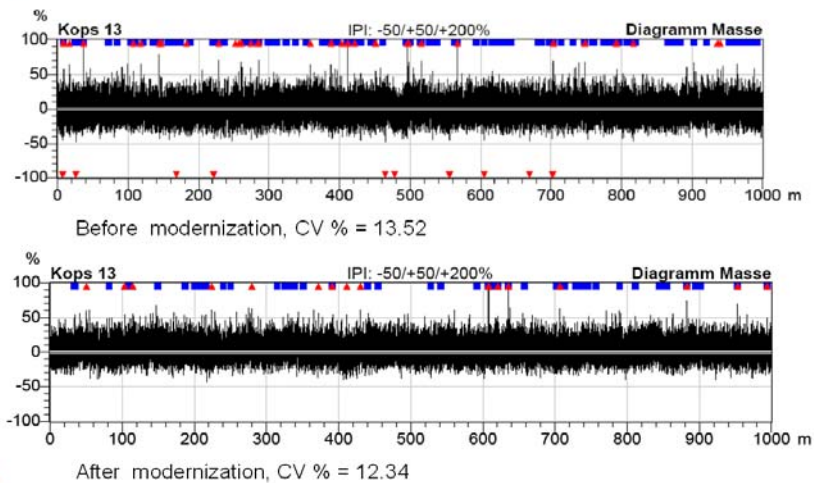 %
Kops 13 IPI: -50/+50/+200% Diagramm Masse
100
50
0
-50
-100
0 100 200 300 400 500 600 700 800 900 1000 m
Before modernization, CV % = 13.52
%
Kops 13 IPI: -50/+50/+200% Diagramm Masse
100
50
0
-50
-100
0 100 200 300 400 500 600 700 800 900 1000 m
After modernization, CV % = 12.34